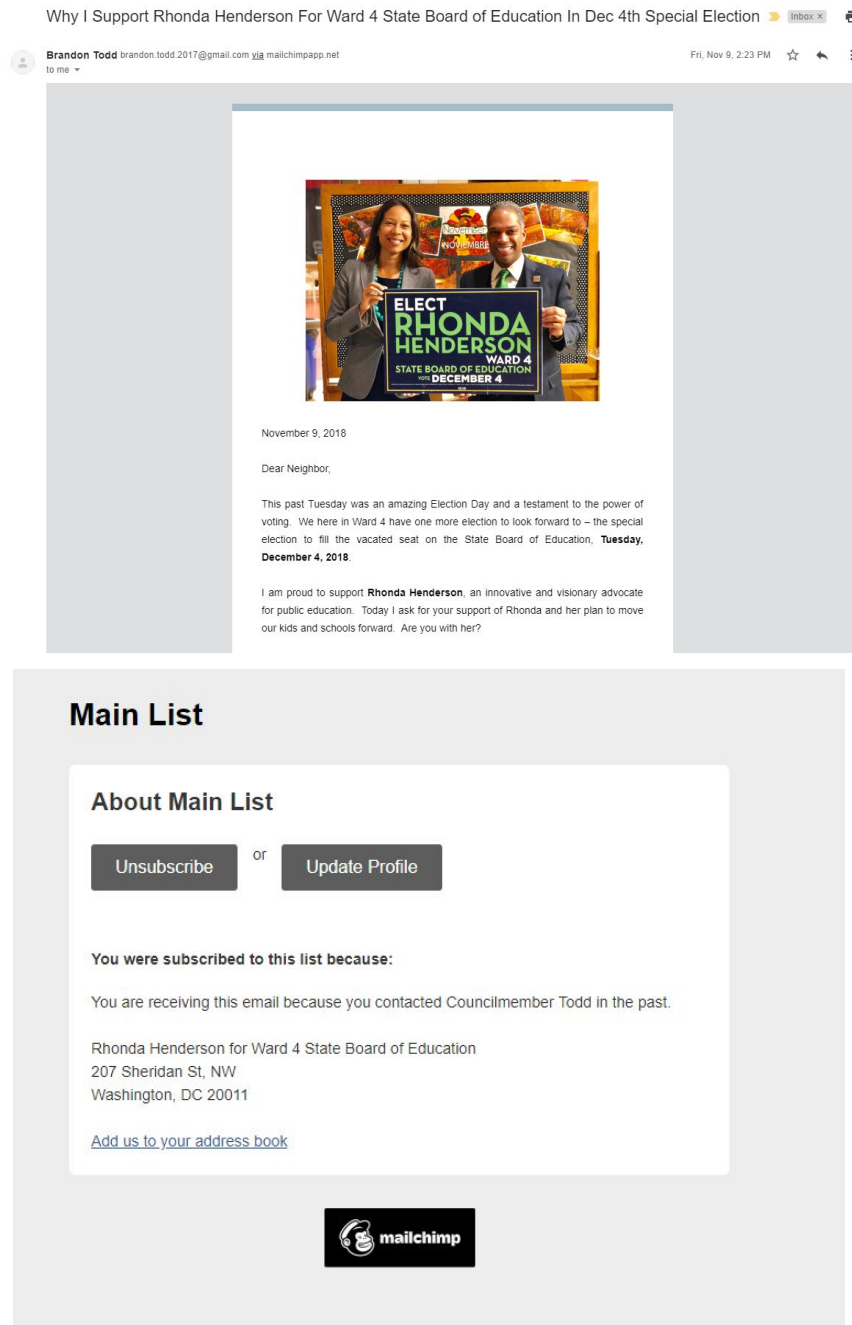 Why I Support Rhonda Henderson For Ward 4 State Board of Education In Dec 4th Special Election Inbox ×
Brandon Todd brandon.todd.2017@gmail.com via mailchimpapp.net Fri, Nov 9, 2:23 PM
to me
November
NOVIEMBRE
ELECT
RHONDA
HENDERSON
WARD 4
STATE BOARD OF EDUCATION
VOTE DECEMBER 4
November 9, 2018
Dear Neighbor,
This past Tuesday was an amazing Election Day and a testament to the power of
voting. We here in Ward 4 have one more election to look forward to – the special
election to fill the vacated seat on the State Board of Education, Tuesday,
December 4, 2018.
I am proud to support Rhonda Henderson, an innovative and visionary advocate
for public education. Today I ask for your support of Rhonda and her plan to move
our kids and schools forward. Are you with her?
Main List
About Main List
Unsubscribe or Update Profile
You were subscribed to this list because:
You are receiving this email because you contacted Councilmember Todd in the past.
Rhonda Henderson for Ward 4 State Board of Education
207 Sheridan St, NW
Washington, DC 20011
Add us to your address book
mailchimp